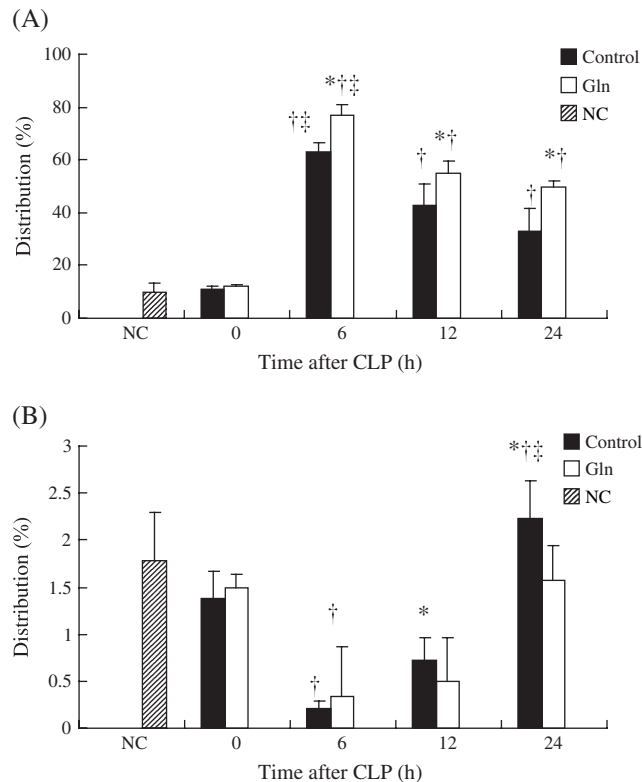 (A)
100
80
60
40
20
0
Distribution (%)
Control
Gln
NC
††‡
*††‡
†
*†
†
*†
NC 0 6 12 24
Time after CLP (h)
(B)
3
2.5
2
1.5
1
0.5
0
Distribution (%)
Control
Gln
NC
†
†
*
*†‡
NC 0 6 12 24
Time after CLP (h)